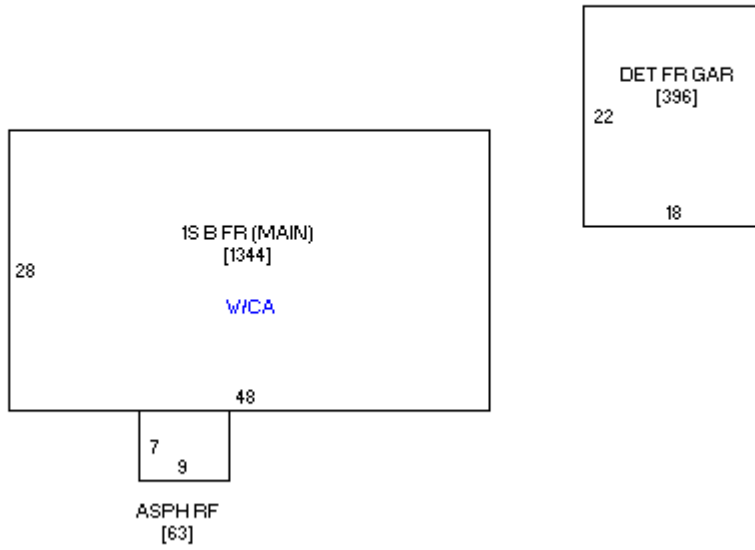 DET FR GAR
[396]
22
18
1S B FR (MAIN)
[1344]
28
W/CA
48
7
9
ASPH RF
[63]